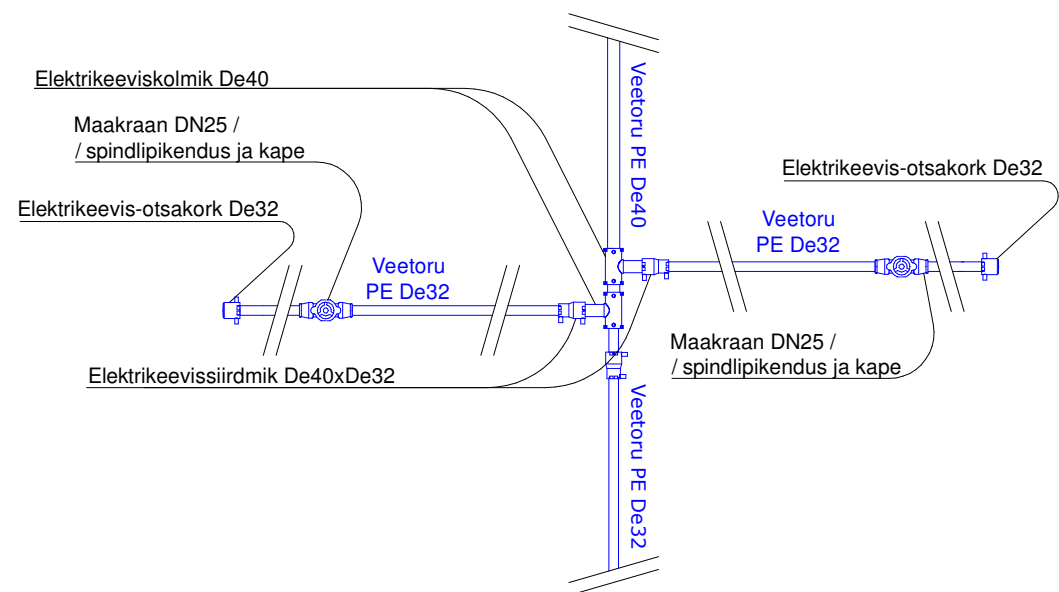 Elektrikeeviskolmik De40
Maakraan DN25 /
/ spindlipikendus ja kape
Elektrikeevis-otsakork De32
Veetoru
PE De32
Elektrikeevissiirdmik De40xDe32
Veetoru PE De40
Veetoru PE De32
Elektrikeevis-otsakork De32
Veetoru
PE De32
Maakraan DN25 /
/ spindlipikendus ja kape